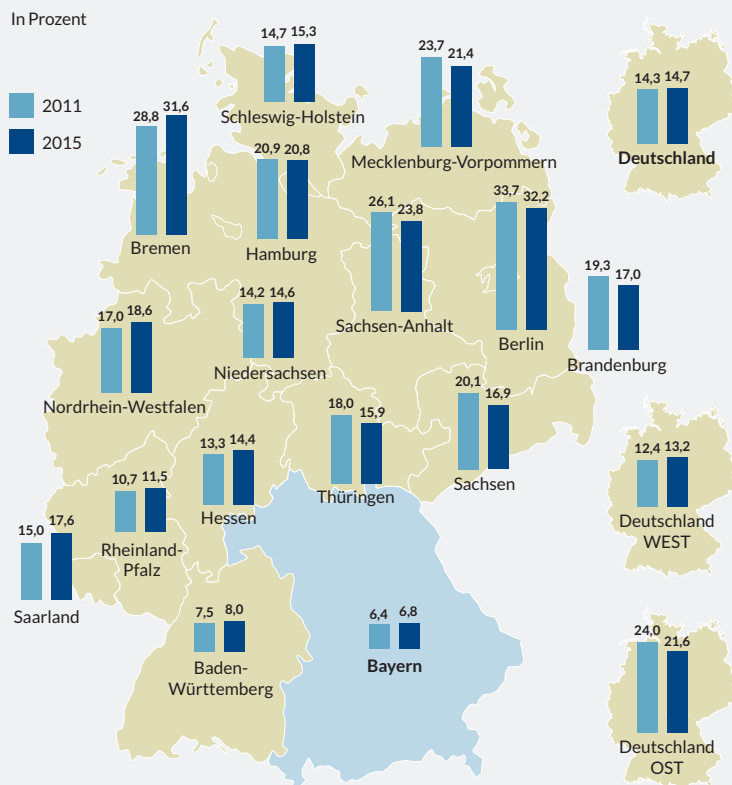 In Prozent
2011
2015
14,7 15,3
Schleswig-Holstein
23,7 21,4
Mecklenburg-Vorpommern
14,3 14,7
Deutschland
28,8 31,6
Bremen
20,9 20,8
Hamburg
26,1 23,8
Sachsen-Anhalt
33,7 32,2
Berlin
19,3 17,0
Brandenburg
17,0 18,6
Nordrhein-Westfalen
14,2 14,6
Niedersachsen
20,1 16,9
Sachsen
18,0 15,9
Thüringen
13,3 14,4
Hessen
12,4 13,2
Deutschland
WEST
10,7 11,5
Rheinland-
Pfalz
15,0 17,6
Saarland
7,5 8,0
Baden-
Württemberg
6,4 6,8
Bayern
24,0 21,6
Deutschland
OST